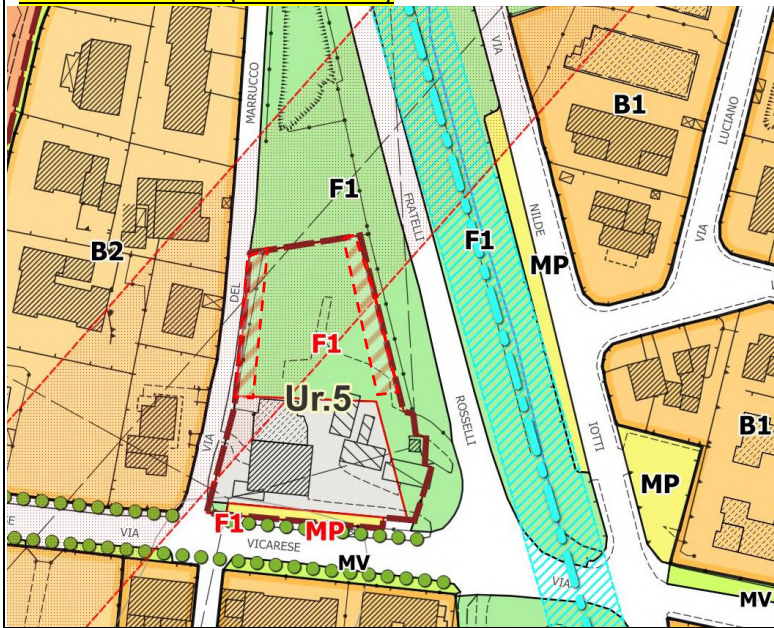 MARRUCCO
DEL
VIA
B2
F1
FRATELLI
ROSSELLI
F1
VIA
NILDE
IOTTI
MP
B1
LUCIANO
VIA
F1
Ur.5
B1
MP
F1
MP
VIA
VICARESE
MV
VIA
MV